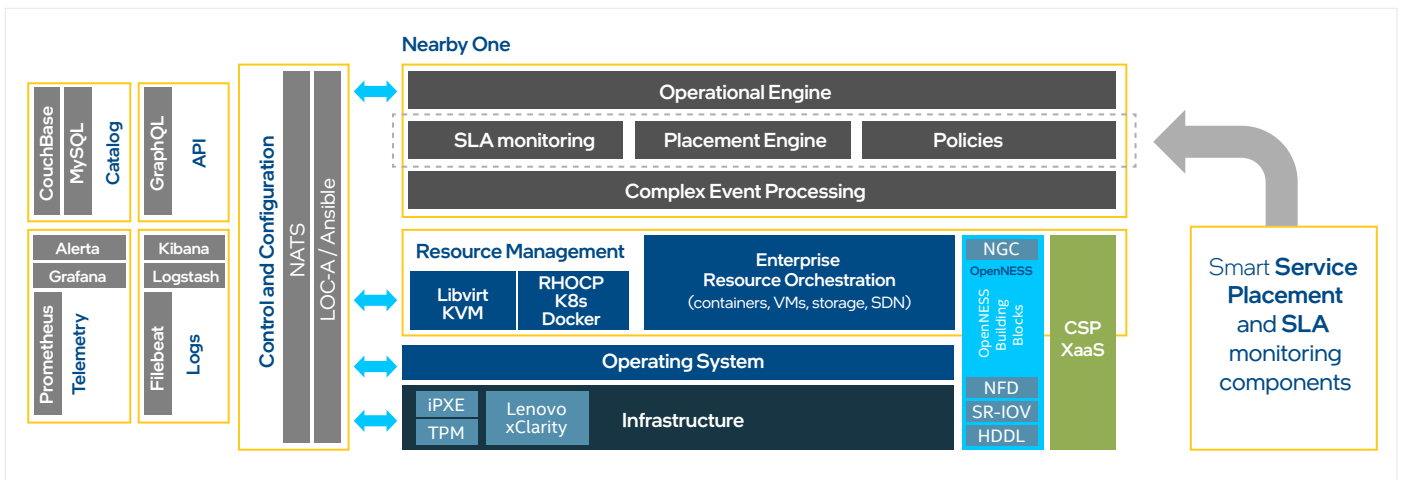 Nearby One
CouchBase
MySQL
Catalog
GraphQL
API
Alerta
Grafana
Prometheus
Telemetry
Kibana
Logstash
Filebeat
Logs
Control and Configuration
NATS
LOC-A / Ansible
Operational Engine
SLA monitoring
Placement Engine
Policies
Complex Event Processing
Resource Management
Libvirt
KVM
RHOCP
K8s
Docker
Enterprise
Resource Orchestration
(containers, VMs, storage, SDN)
Operating System
iPXE
TPM
Lenovo
xClarity
Infrastructure
NGC
OpenNESS
OpenNESS
Building
Blocks
NFD
SR-IOV
HDDL
CSP
XaaS
Smart Service
Placement
and SLA
monitoring
components